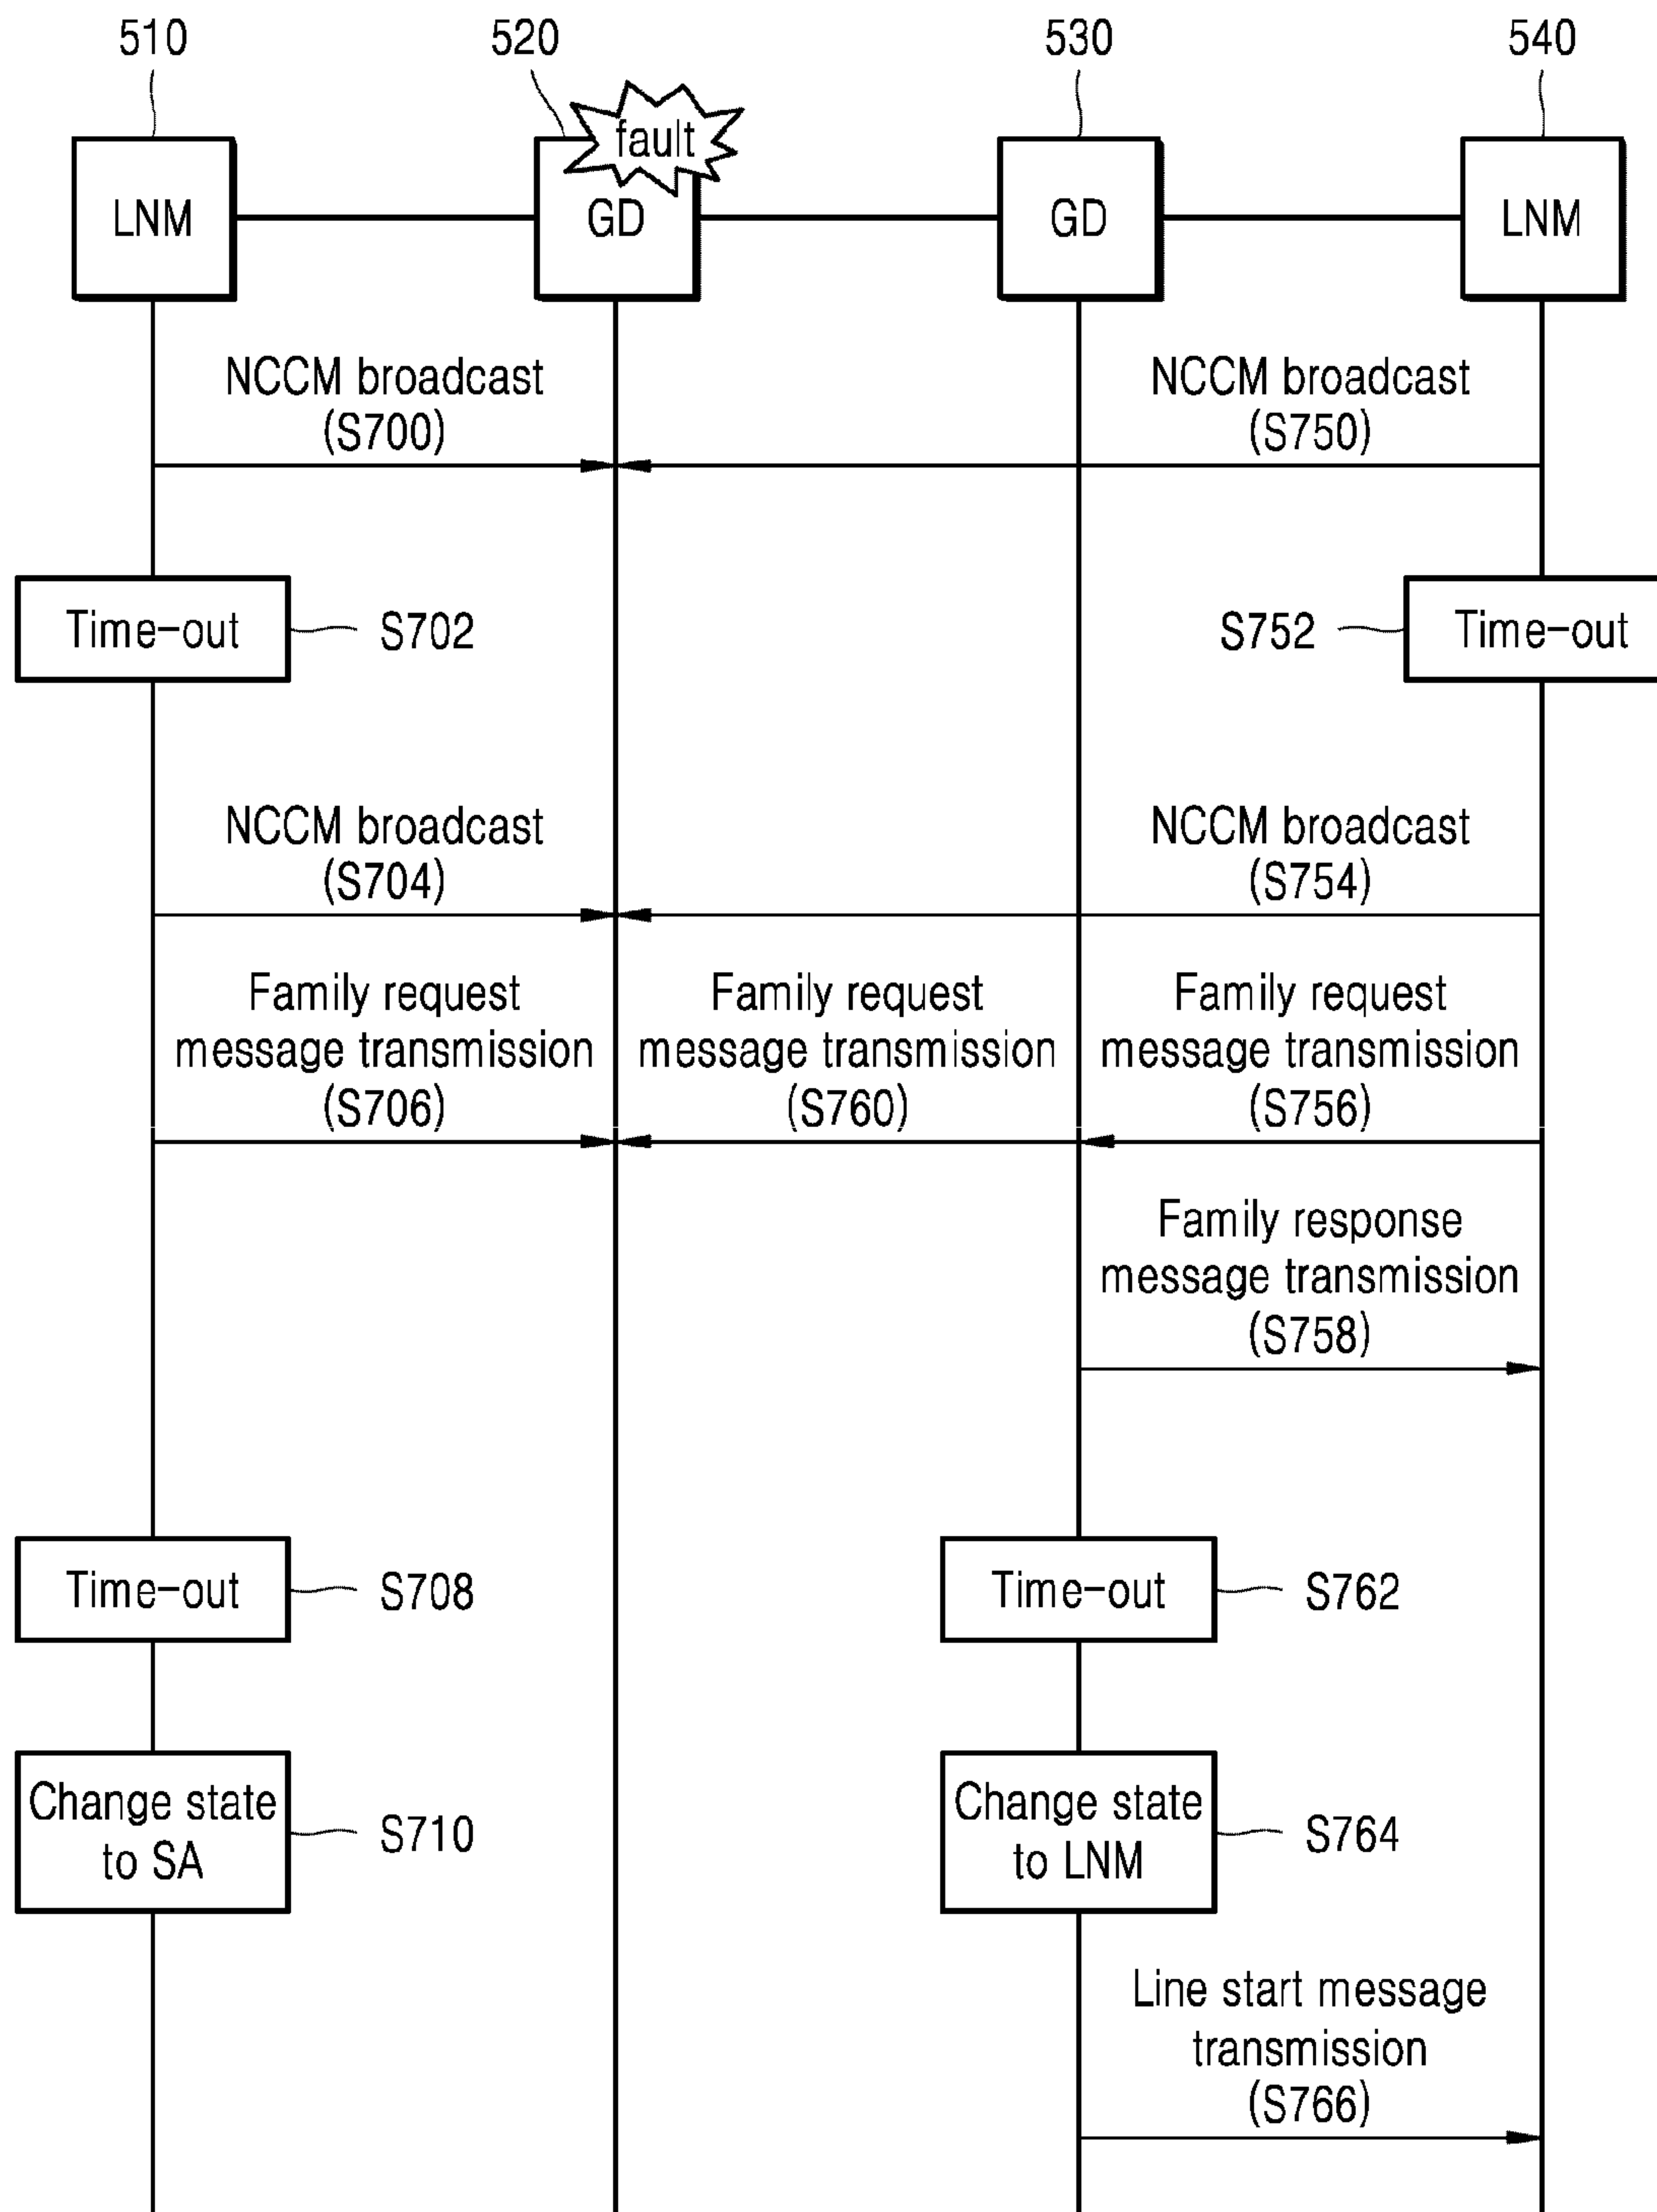 510
520
530
540
fault
LNM
GD
GD
LNM
NCCM broadcast
(S700)
NCCM broadcast
(S750)
Time-out
S702
S752
Time-out
NCCM broadcast
(S704)
NCCM broadcast
(S754)
Family request
message transmission
(S706)
Family request
message transmission
(S760)
Family request
message transmission
(S756)
Family response
message transmission
(S758)
Time-out
S708
Time-out
S762
Change state
to SA
S710
Change state
to LNM
S764
Line start message
transmission
(S766)